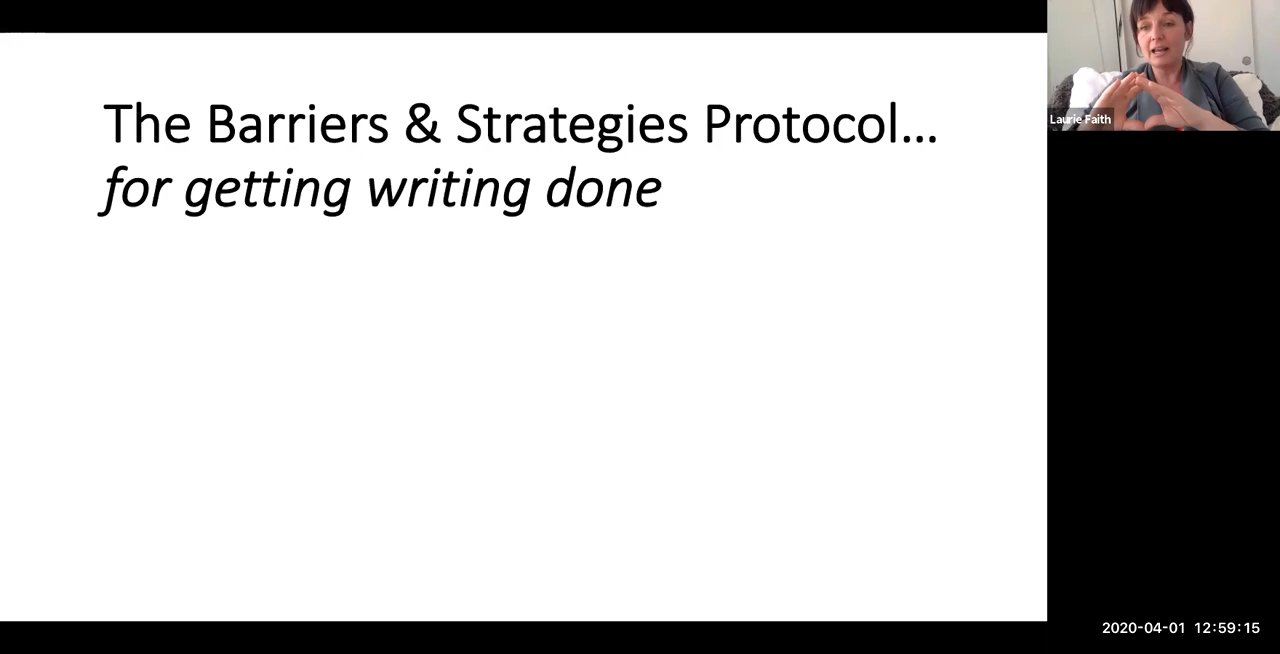 The Barriers & Strategies Protocol…
for getting writing done
Laurie Faith
2020-04-01 12:59:15